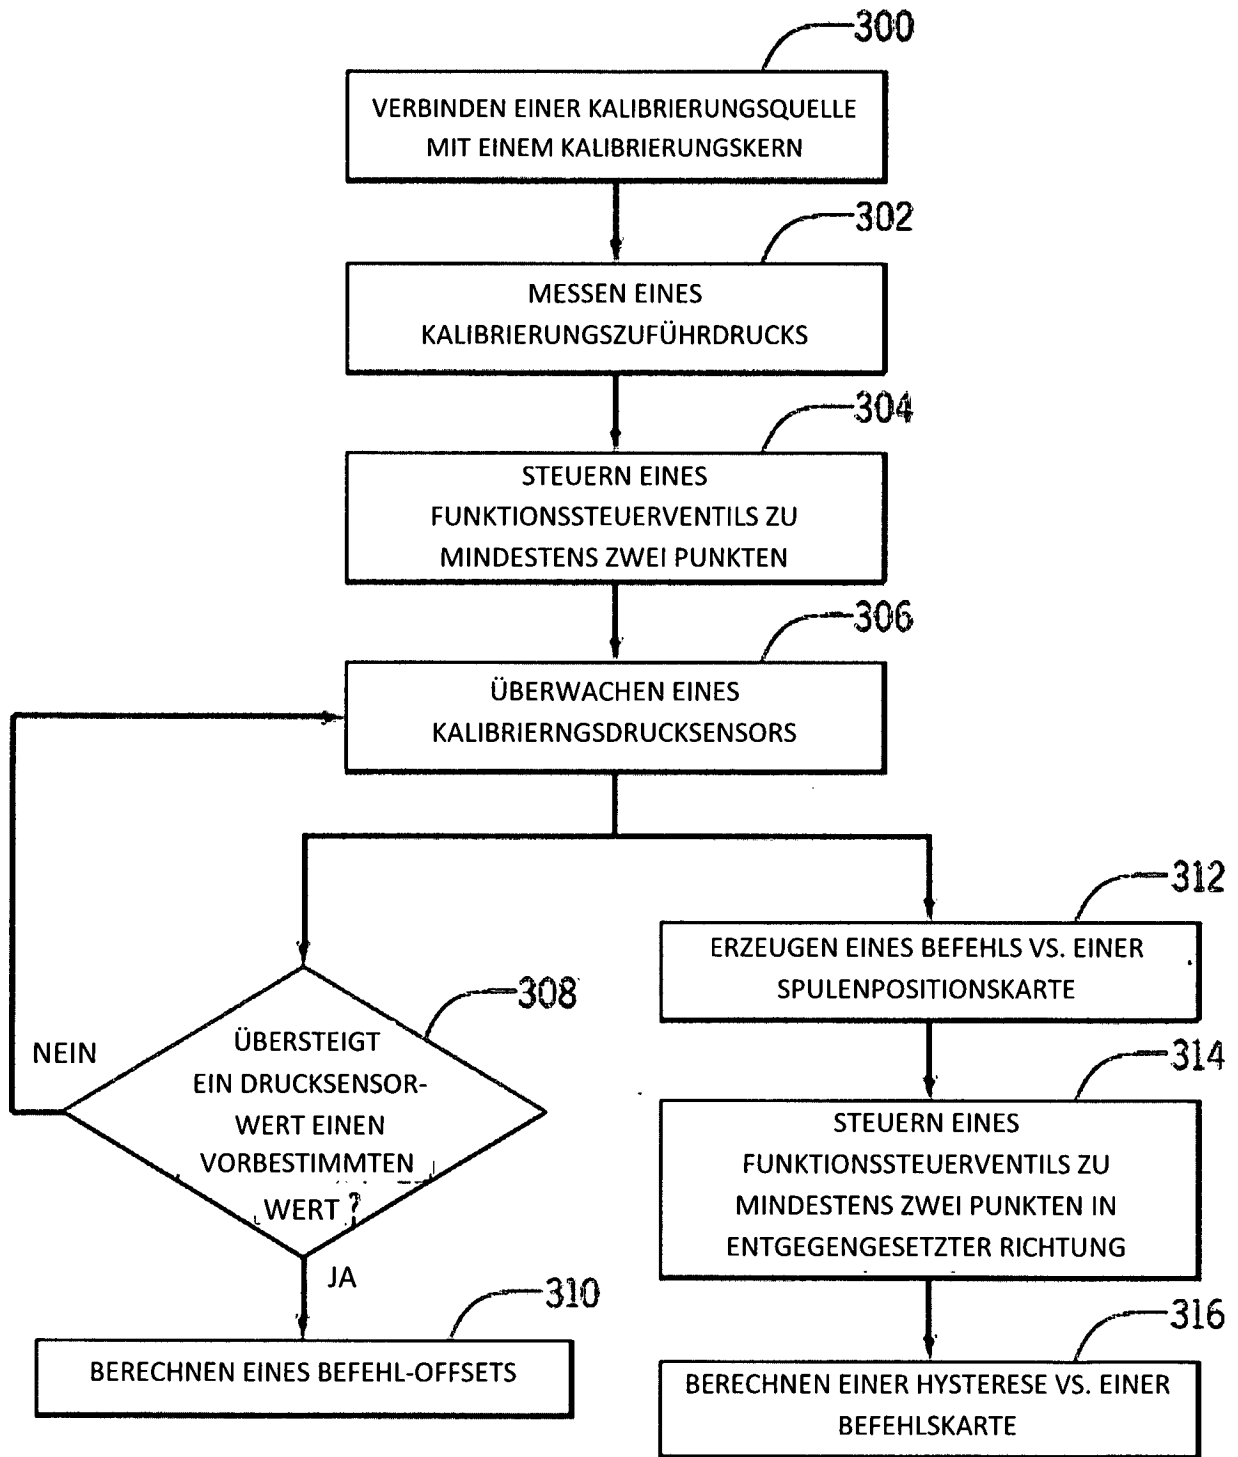 300
VERBINDEN EINER KALIBRIERUNGSQUELLE
MIT EINEM KALIBRIERUNGSKERN
302
MESSEN EINES
KALIBRIERUNGSZUFÜHRDRUCKS
304
STEUERN EINES
FUNKTIONSSTEUERVENTILS ZU
MINDESTENS ZWEI PUNKTEN
306
ÜBERWACHEN EINES
KALIBRIERNGSDRUCKSENSORS
308
NEIN
ÜBERSTEIGT
EIN DRUCKSENSOR-
WERT EINEN
VORBESTIMMTEN
WERT ?
JA
310
BERECHNEN EINES BEFEHL-OFFSETS
312
ERZEUGEN EINES BEFEHLS VS. EINER
SPULENPOSITIONSKARTE
314
STEUERN EINES
FUNKTIONSSTEUERVENTILS ZU
MINDESTENS ZWEI PUNKTEN IN
ENTGEGENGESETZTER RICHTUNG
316
BERECHNEN EINER HYSTERESE VS. EINER
BEFEHLSKARTE